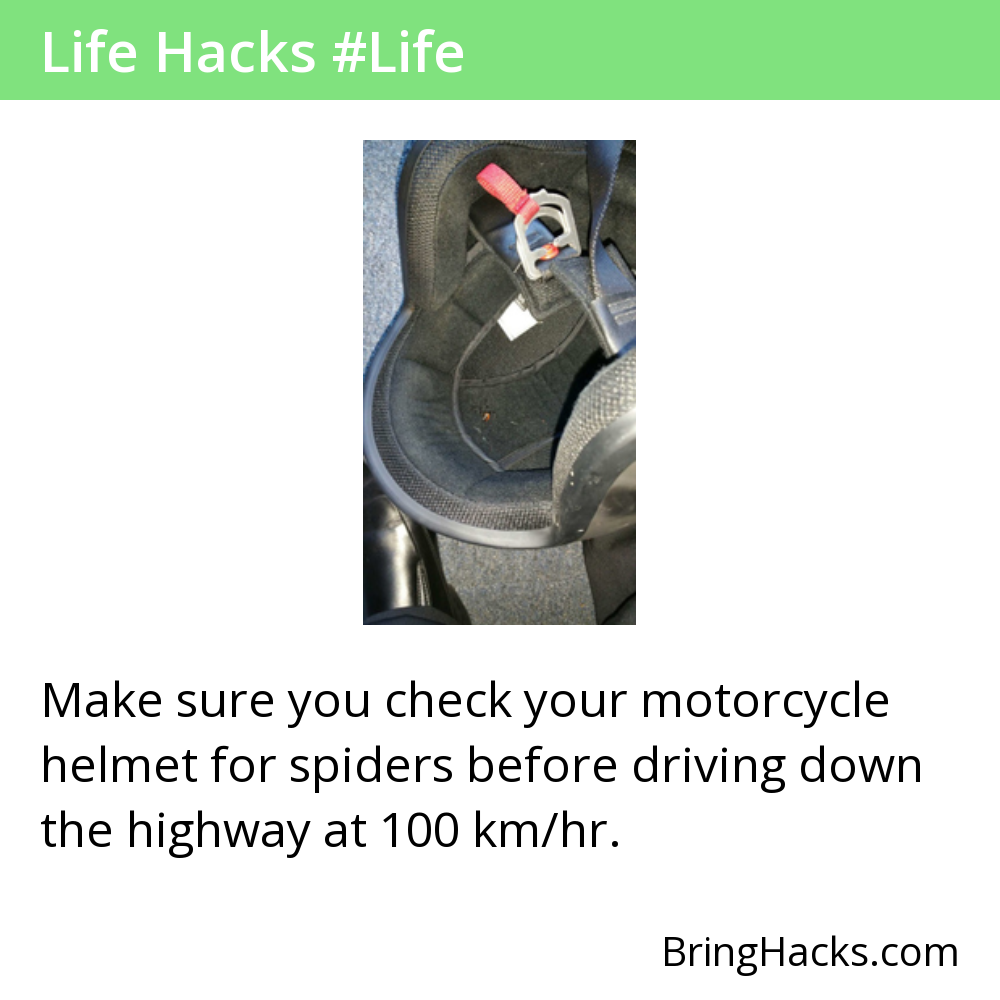 Life Hacks #Life
Make sure you check your motorcycle
helmet for spiders before driving down
the highway at 100 km/hr.
BringHacks.com